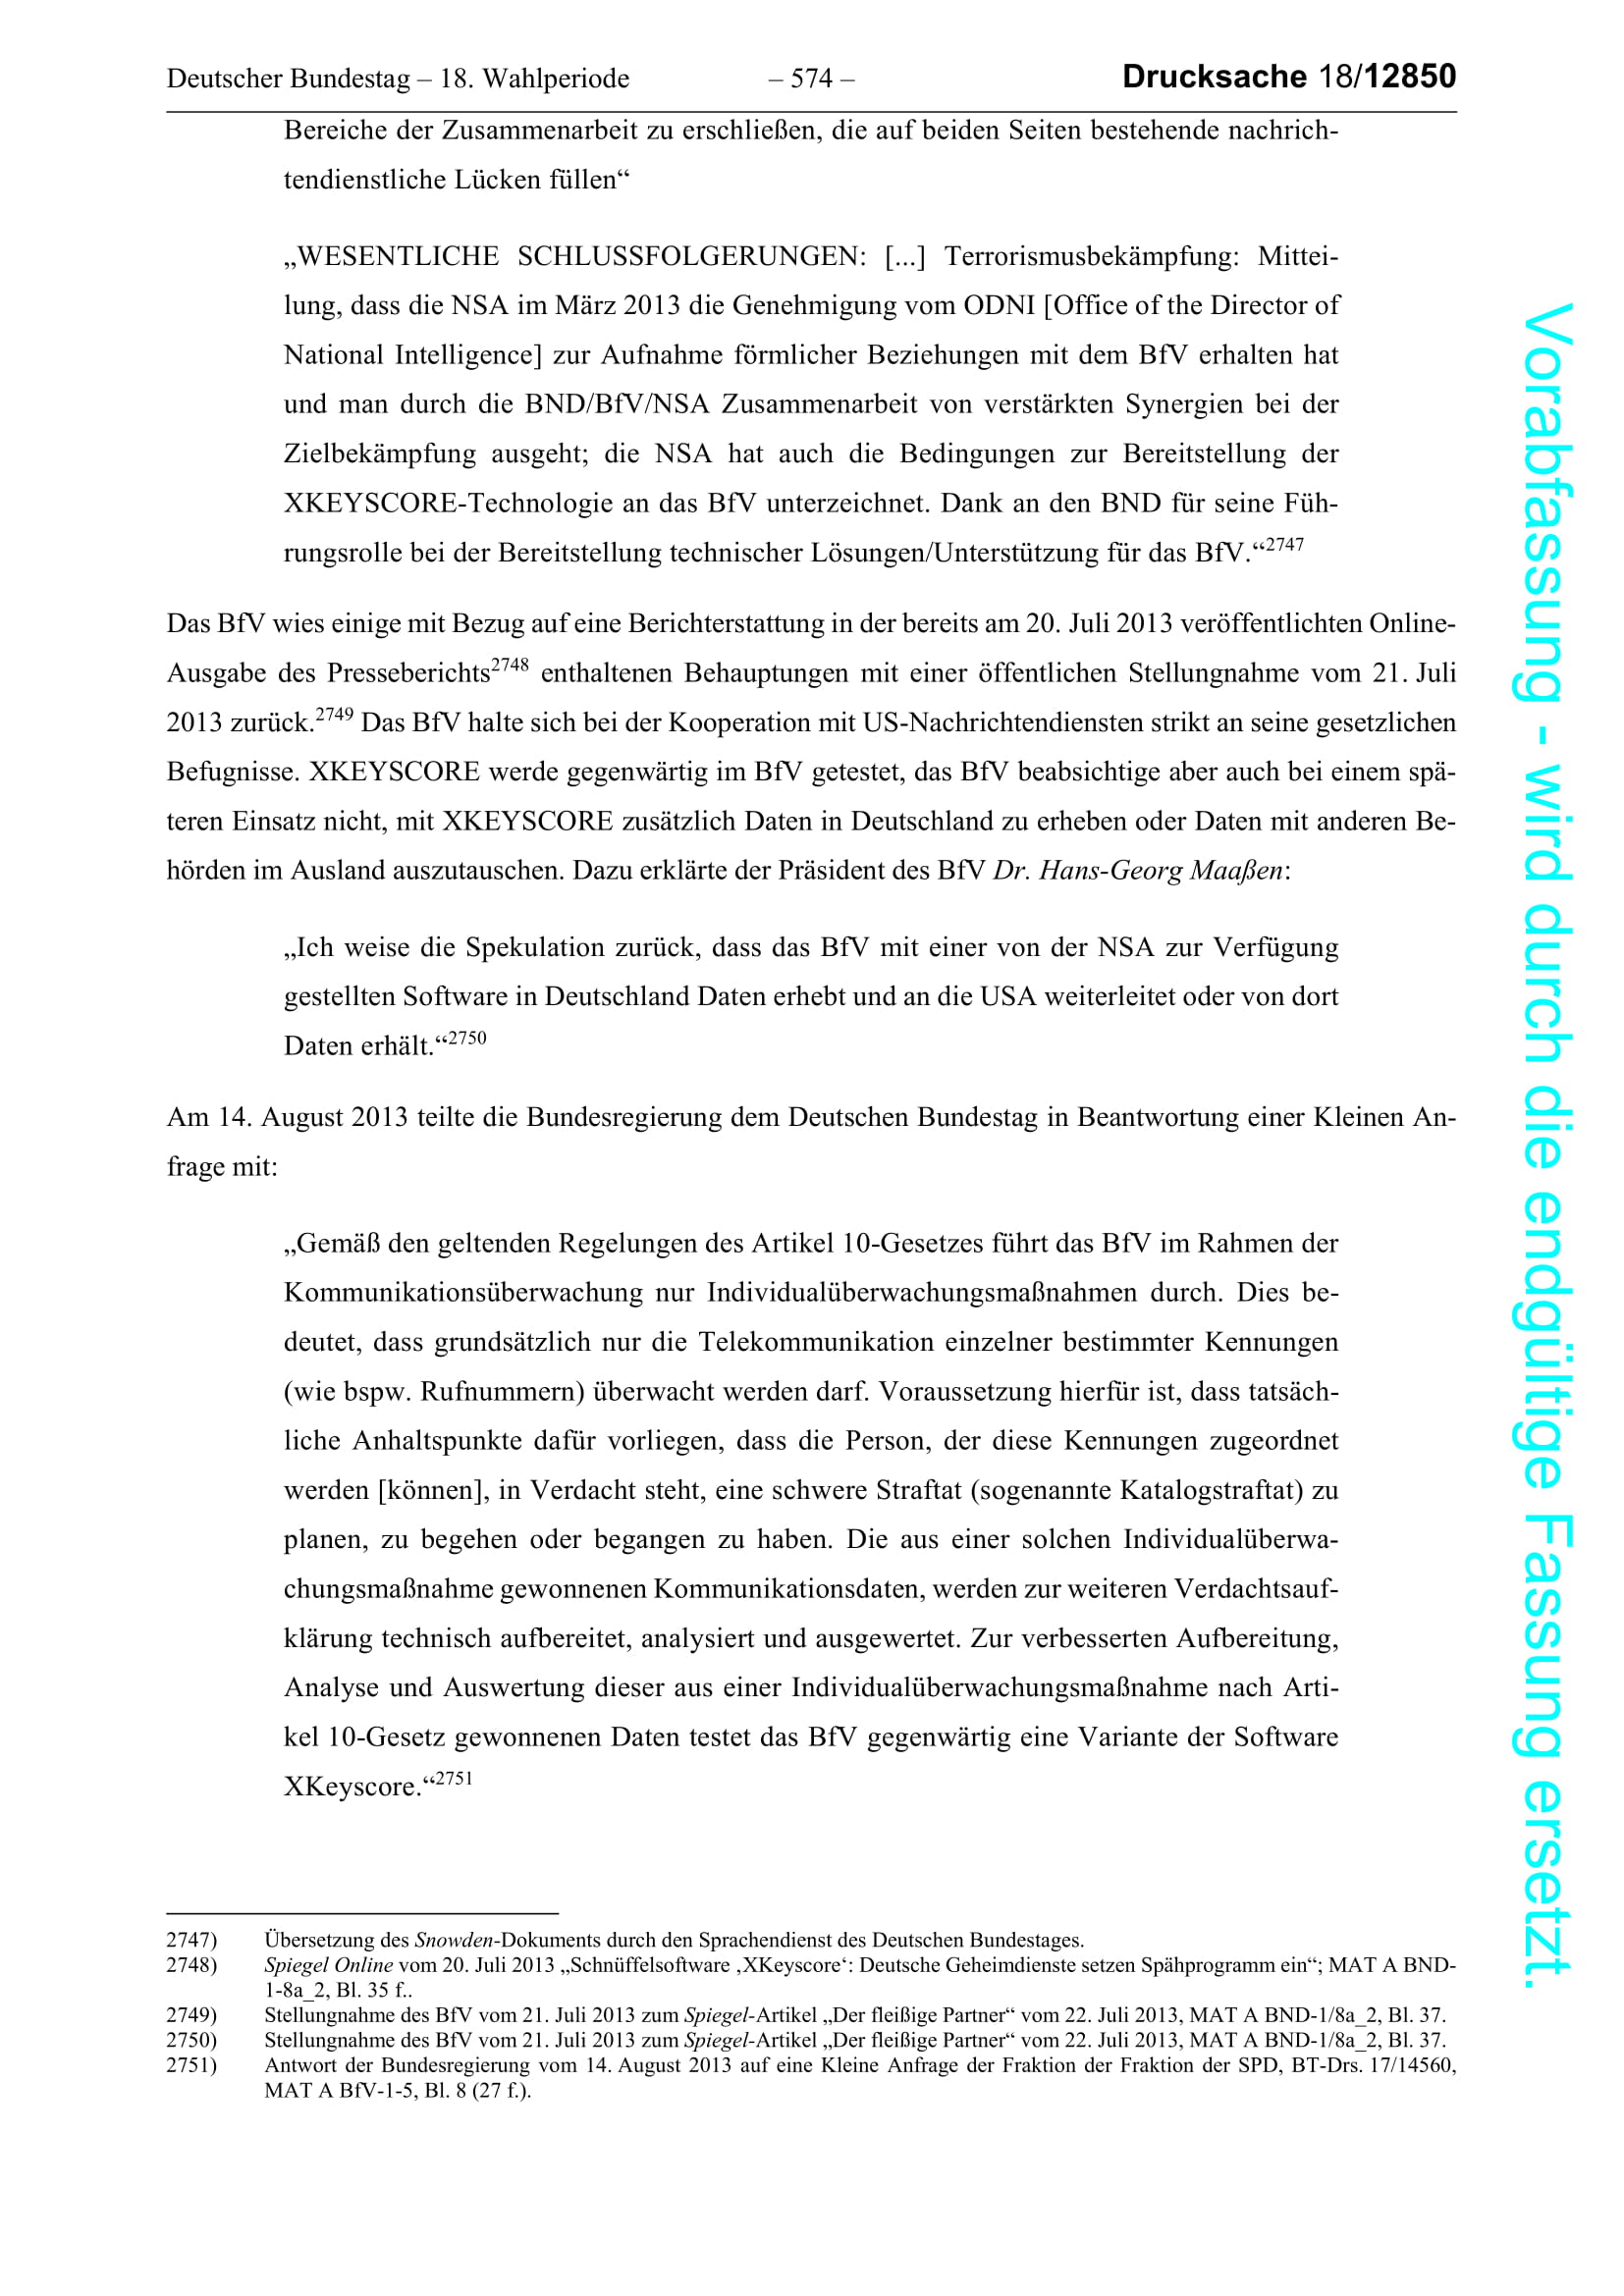 Deutscher Bundestag – 18. Wahlperiode – 574 – Drucksache 18/12850
Bereiche der Zusammenarbeit zu erschließen, die auf beiden Seiten bestehende nachrich-
tendienstliche Lücken füllen“
„WESENTLICHE SCHLUSSFOLGERUNGEN: [...] Terrorismusbekämpfung: Mittei-
lung, dass die NSA im März 2013 die Genehmigung vom ODNI [Office of the Director of
National Intelligence] zur Aufnahme förmlicher Beziehungen mit dem BfV erhalten hat
und man durch die BND/BfV/NSA Zusammenarbeit von verstärkten Synergien bei der
Zielbekämpfung ausgeht; die NSA hat auch die Bedingungen zur Bereitstellung der
XKEYSCORE-Technologie an das BfV unterzeichnet. Dank an den BND für seine Füh-
rungsrolle bei der Bereitstellung technischer Lösungen/Unterstützung für das BfV.“2747
Das BfV wies einige mit Bezug auf eine Berichterstattung in der bereits am 20. Juli 2013 veröffentlichten Online-
Ausgabe des Presseberichts2748 enthaltenen Behauptungen mit einer öffentlichen Stellungnahme vom 21. Juli
2013 zurück.2749 Das BfV halte sich bei der Kooperation mit US-Nachrichtendiensten strikt an seine gesetzlichen
Befugnisse. XKEYSCORE werde gegenwärtig im BfV getestet, das BfV beabsichtige aber auch bei einem spä-
teren Einsatz nicht, mit XKEYSCORE zusätzlich Daten in Deutschland zu erheben oder Daten mit anderen Be-
hörden im Ausland auszutauschen. Dazu erklärte der Präsident des BfV Dr. Hans-Georg Maaßen:
„Ich weise die Spekulation zurück, dass das BfV mit einer von der NSA zur Verfügung
gestellten Software in Deutschland Daten erhebt und an die USA weiterleitet oder von dort
Daten erhält.“2750
Am 14. August 2013 teilte die Bundesregierung dem Deutschen Bundestag in Beantwortung einer Kleinen An-
frage mit:
„Gemäß den geltenden Regelungen des Artikel 10-Gesetzes führt das BfV im Rahmen der
Kommunikationsüberwachung nur Individualüberwachungsmaßnahmen durch. Dies be-
deutet, dass grundsätzlich nur die Telekommunikation einzelner bestimmter Kennungen
(wie bspw. Rufnummern) überwacht werden darf. Voraussetzung hierfür ist, dass tatsäch-
liche Anhaltspunkte dafür vorliegen, dass die Person, der diese Kennungen zugeordnet
werden [können], in Verdacht steht, eine schwere Straftat (sogenannte Katalogstraftat) zu
planen, zu begehen oder begangen zu haben. Die aus einer solchen Individualüberwa-
chungsmaßnahme gewonnenen Kommunikationsdaten, werden zur weiteren Verdachtsauf-
klärung technisch aufbereitet, analysiert und ausgewertet. Zur verbesserten Aufbereitung,
Analyse und Auswertung dieser aus einer Individualüberwachungsmaßnahme nach Arti-
kel 10-Gesetz gewonnenen Daten testet das BfV gegenwärtig eine Variante der Software
XKeyscore.“2751
2747) Übersetzung des Snowden-Dokuments durch den Sprachendienst des Deutschen Bundestages.
2748) Spiegel Online vom 20. Juli 2013 „Schnüffelsoftware ‚XKeyscore‘: Deutsche Geheimdienste setzen Spähprogramm ein“; MAT A BND-
1-8a_2, Bl. 35 f..
2749) Stellungnahme des BfV vom 21. Juli 2013 zum Spiegel-Artikel „Der fleißige Partner“ vom 22. Juli 2013, MAT A BND-1/8a_2, Bl. 37.
2750) Stellungnahme des BfV vom 21. Juli 2013 zum Spiegel-Artikel „Der fleißige Partner“ vom 22. Juli 2013, MAT A BND-1/8a_2, Bl. 37.
2751) Antwort der Bundesregierung vom 14. August 2013 auf eine Kleine Anfrage der Fraktion der Fraktion der SPD, BT-Drs. 17/14560,
MAT A BfV-1-5, Bl. 8 (27 f.).
Vorabfassung - wird durch die endgültige Fassung ersetzt.